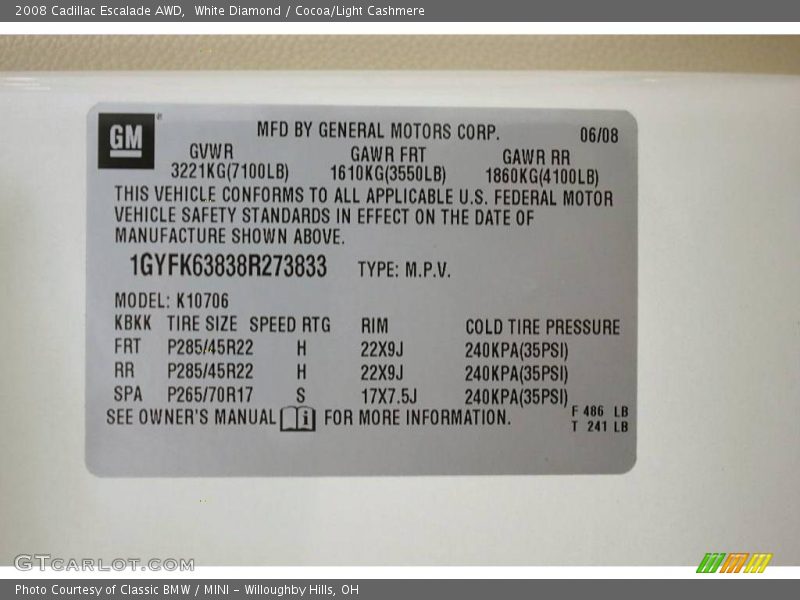 2008 Cadillac Escalade AWD,  White Diamond / Cocoa/Light Cashmere
GM
MFD BY GENERAL MOTORS CORP. 06/08
GVWR GAWR FRT GAWR RR
3221KG(7100LB) 1610KG(3550LB) 1860KG(4100LB)
THIS VEHICLE CONFORMS TO ALL APPLICABLE U.S. FEDERAL MOTOR
VEHICLE SAFETY STANDARDS IN EFFECT ON THE DATE OF
MANUFACTURE SHOWN ABOVE.
1GYFK63838R273833 TYPE: M.P.V.
MODEL: K10706
KBKK TIRE SIZE SPEED RTG RIM COLD TIRE PRESSURE
FRT P285/45R22 H 22X9J 240KPA(35PSI)
RR P285/45R22 H 22X9J 240KPA(35PSI)
SPA P265/70R17 S 17X7.5J 240KPA(35PSI)
SEE OWNER'S MANUAL i FOR MORE INFORMATION.
F 486 LB
T 241 LB
GTCARLOT.COM
Photo Courtesy of Classic BMW / MINI - Willoughby Hills, OH